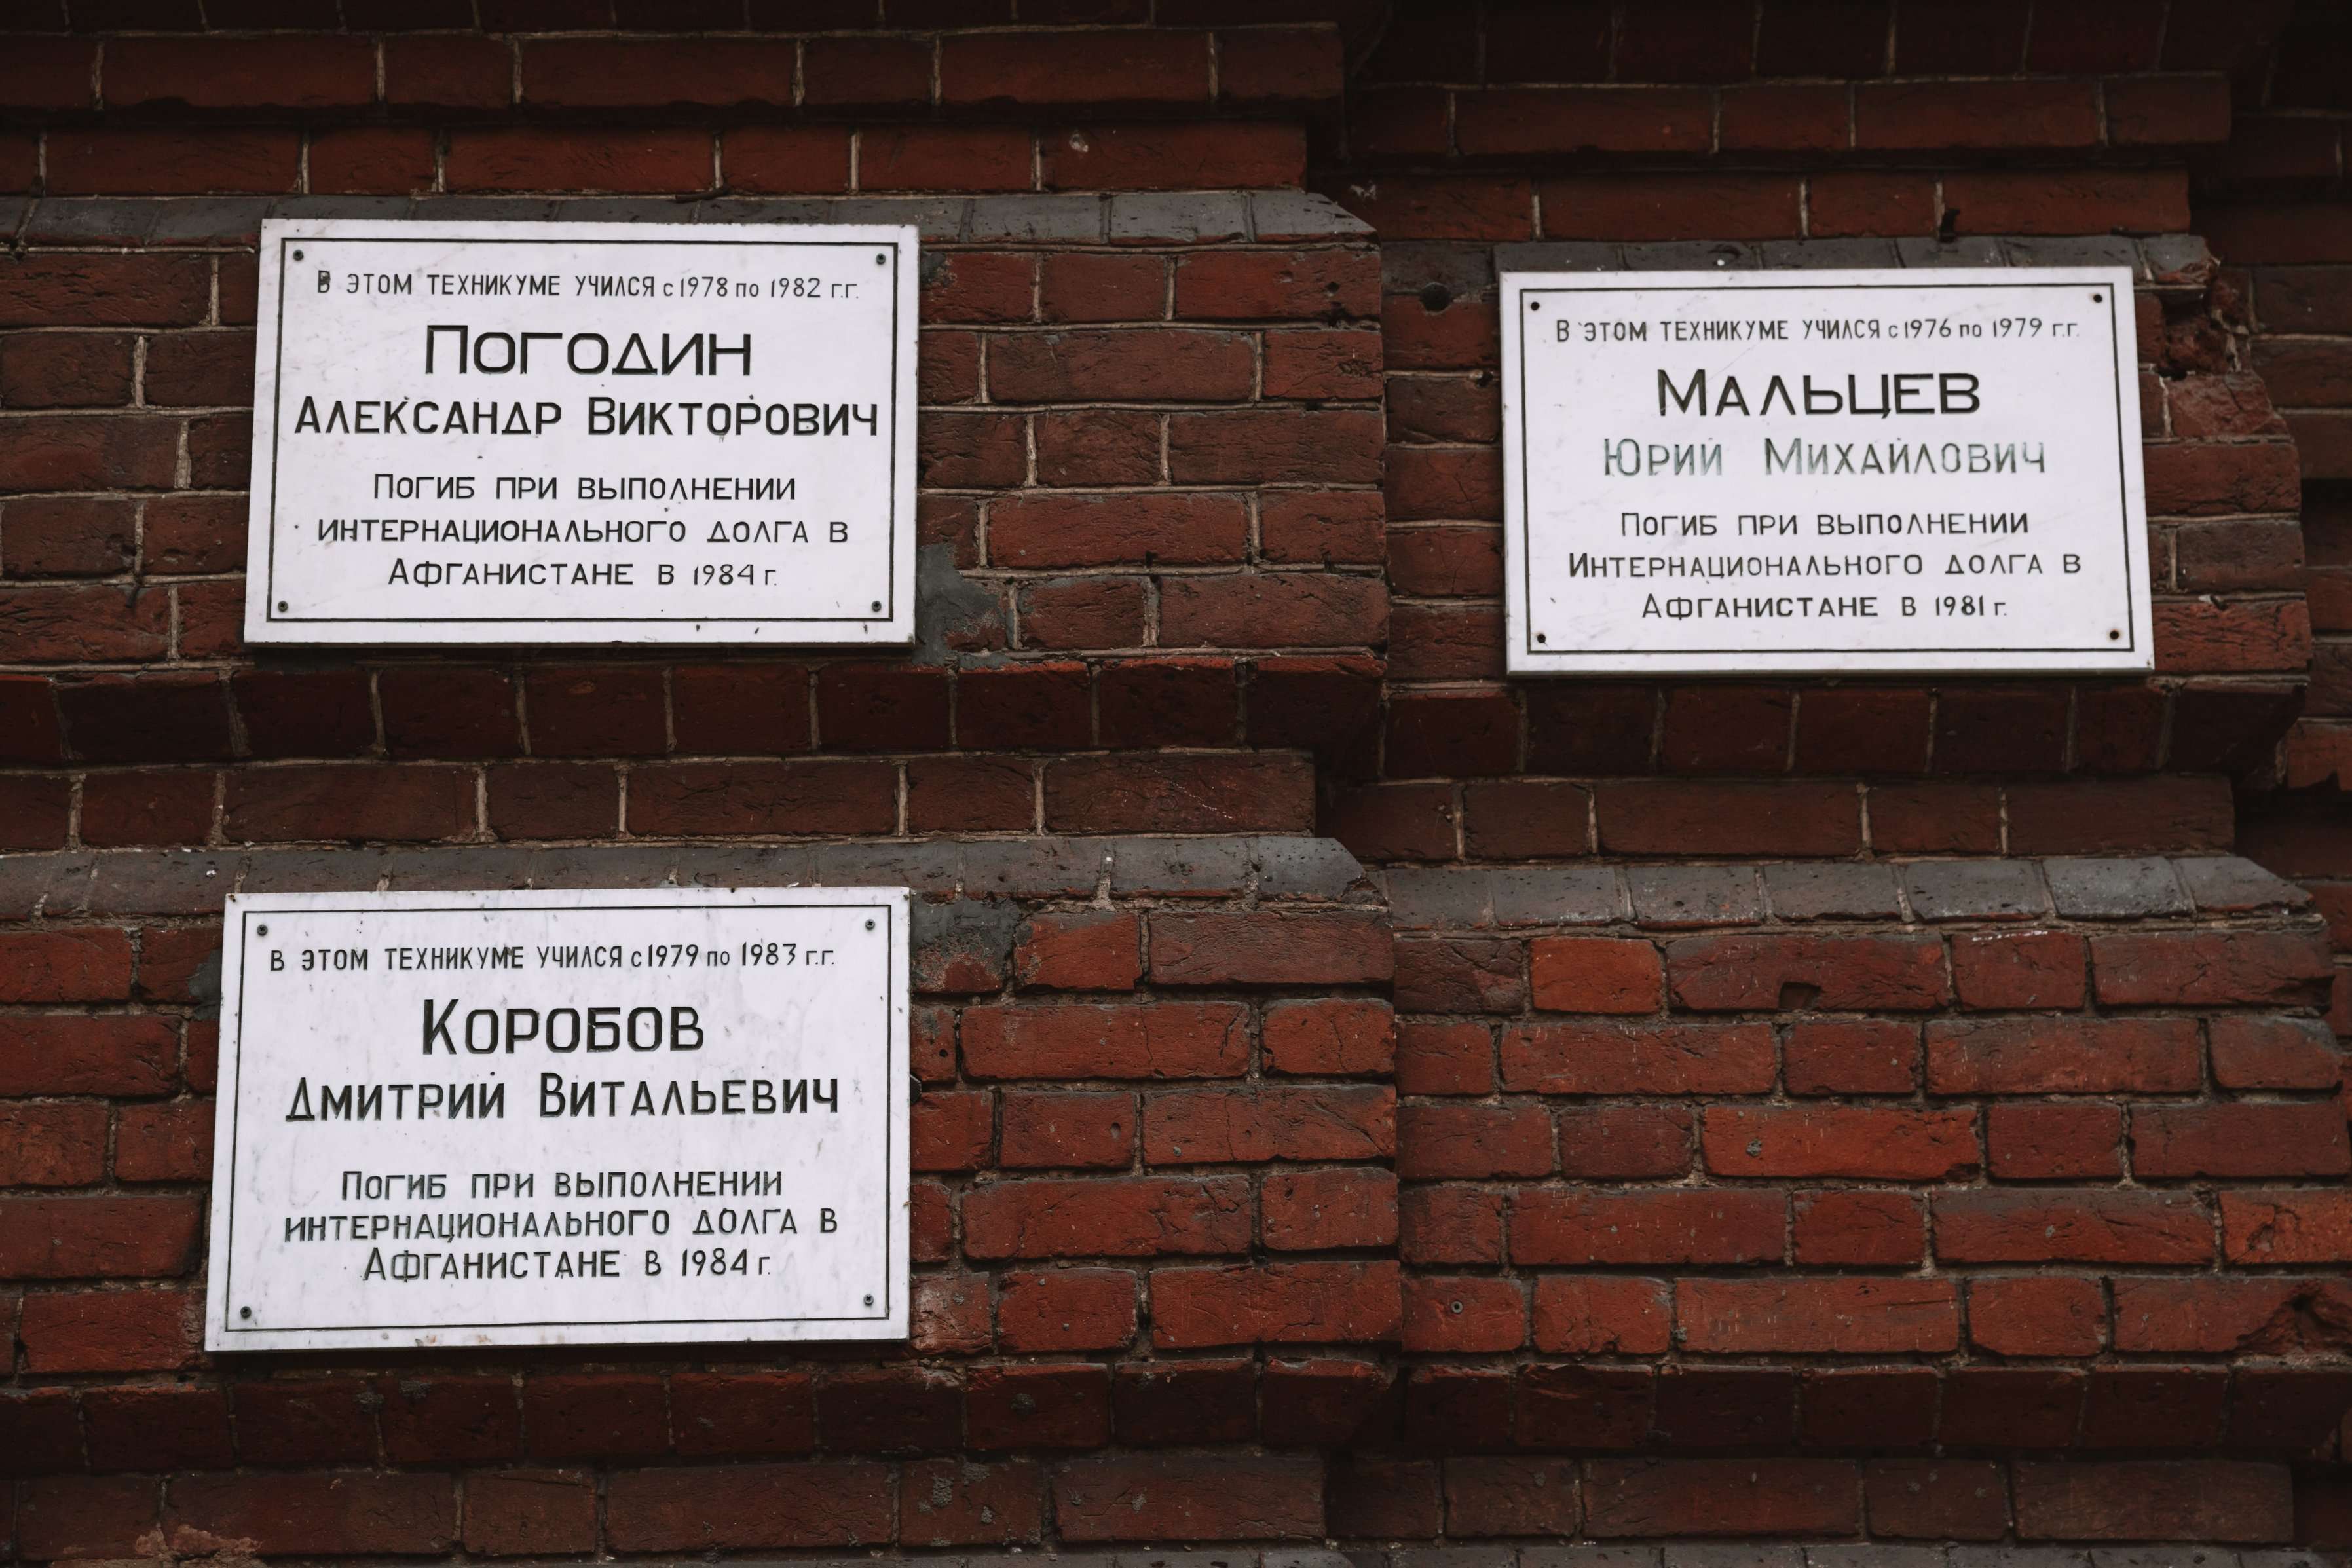 В ЭТОМ ТЕХНИКУМЕ УЧИЛСЯ с 1978 по 1982 г.г.
ПОГОДИН
АЛЕКСАНДР ВИКТОРОВИЧ
ПОГИБ ПРИ ВЫПОЛНЕНИИ
ИНТЕРНАЦИОНАЛЬНОГО ДОЛГА В
АФГАНИСТАНЕ В 1984 г.
В ЭТОМ ТЕХНИКУМЕ УЧИЛСЯ с 1976 по 1979 г.г.
МАЛЬЦЕВ
ЮРИЙ МИХАЙЛОВИЧ
ПОГИБ ПРИ ВЫПОЛНЕНИИ
ИНТЕРНАЦИОНАЛЬНОГО ДОЛГА В
АФГАНИСТАНЕ В 1981 г.
В ЭТОМ ТЕХНИКУМЕ УЧИЛСЯ с 1979 по 1983 г.г.
КОРОБОВ
ДМИТРИЙ ВИТАЛЬЕВИЧ
ПОГИБ ПРИ ВЫПОЛНЕНИИ
ИНТЕРНАЦИОНАЛЬНОГО ДОЛГА В
АФГАНИСТАНЕ В 1984 г.